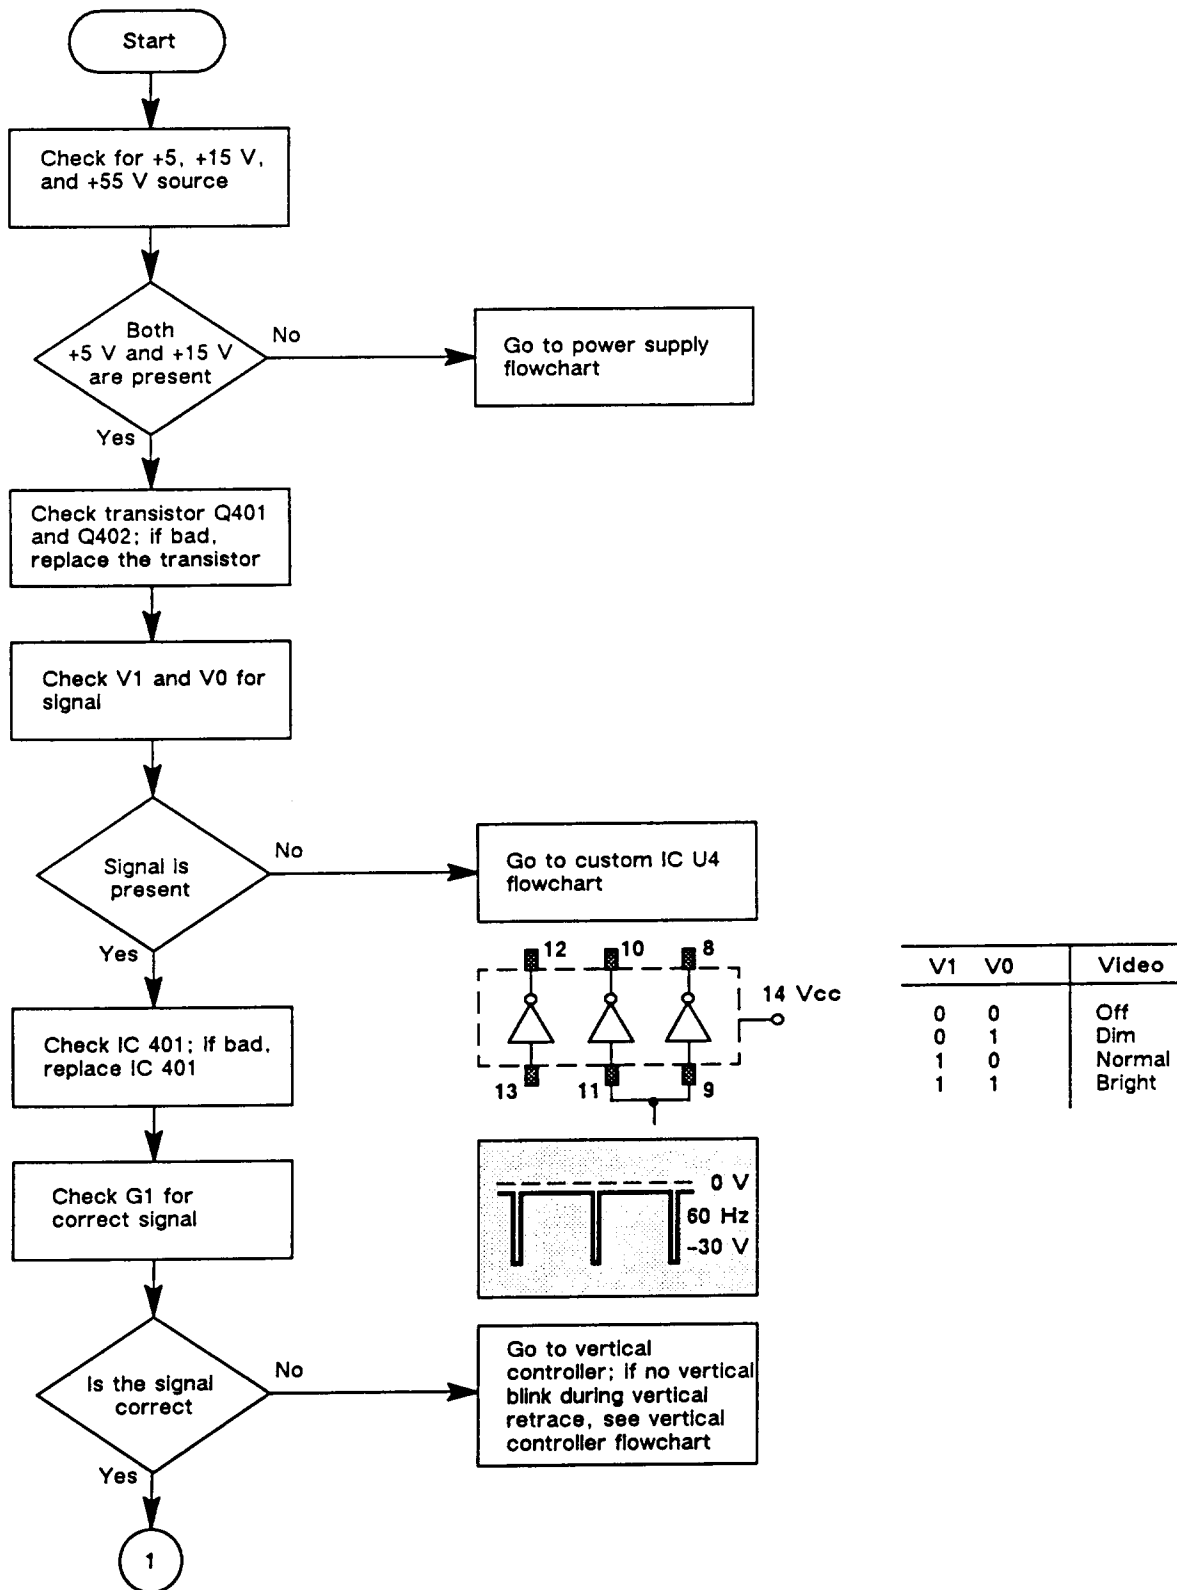 Start
Check for +5, +15 V,
and +55 V source
Both
+5 V and +15 V
are present
No
Go to power supply
flowchart
Yes
Check transistor Q401
and Q402; if bad,
replace the transistor
Check V1 and V0 for
signal
Signal is
present
No
Go to custom IC U4
flowchart
Yes
12 10 8
14 Vcc
13 11 9
V1 V0 Video
0 0 Off
0 1 Dim
1 0 Normal
1 1 Bright
Check IC 401; if bad,
replace IC 401
Check G1 for
correct signal
0 V
60 Hz
-30 V
Is the signal
correct
No
Go to vertical
controller; if no vertical
blink during vertical
retrace, see vertical
controller flowchart
Yes
1